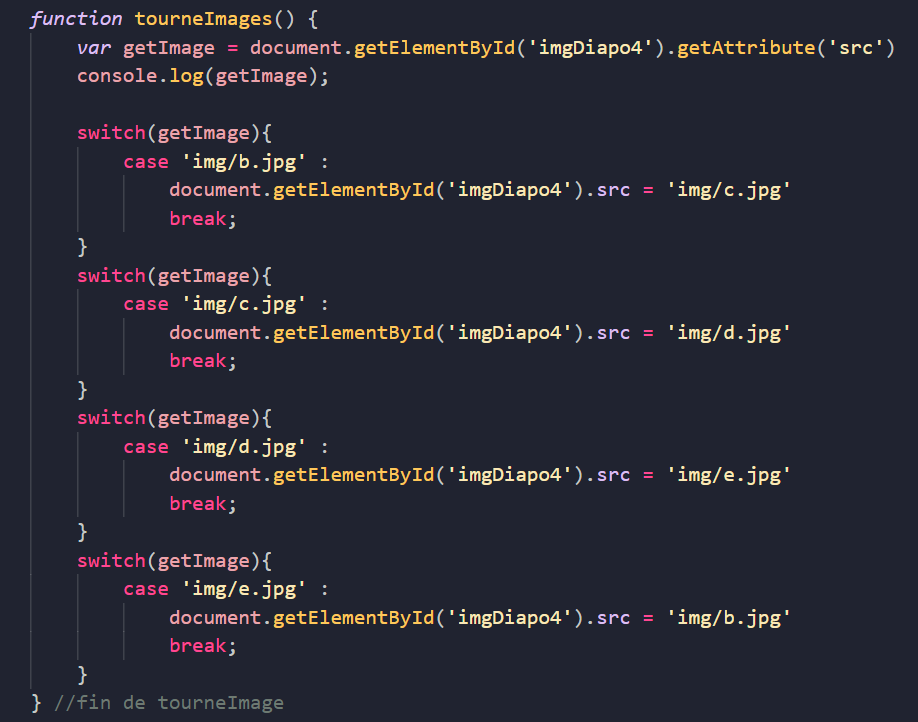 function tourneImages() {
    var getImage = document.getElementById('imgDiapo4').getAttribute('src')
    console.log(getImage);

    switch(getImage){
        case 'img/b.jpg' :
            document.getElementById('imgDiapo4').src = 'img/c.jpg'
            break;
    }
    switch(getImage){
        case 'img/c.jpg' :
            document.getElementById('imgDiapo4').src = 'img/d.jpg'
            break;
    }
    switch(getImage){
        case 'img/d.jpg' :
            document.getElementById('imgDiapo4').src = 'img/e.jpg'
            break;
    }
    switch(getImage){
        case 'img/e.jpg' :
            document.getElementById('imgDiapo4').src = 'img/b.jpg'
            break;
    }
} //fin de tourneImage